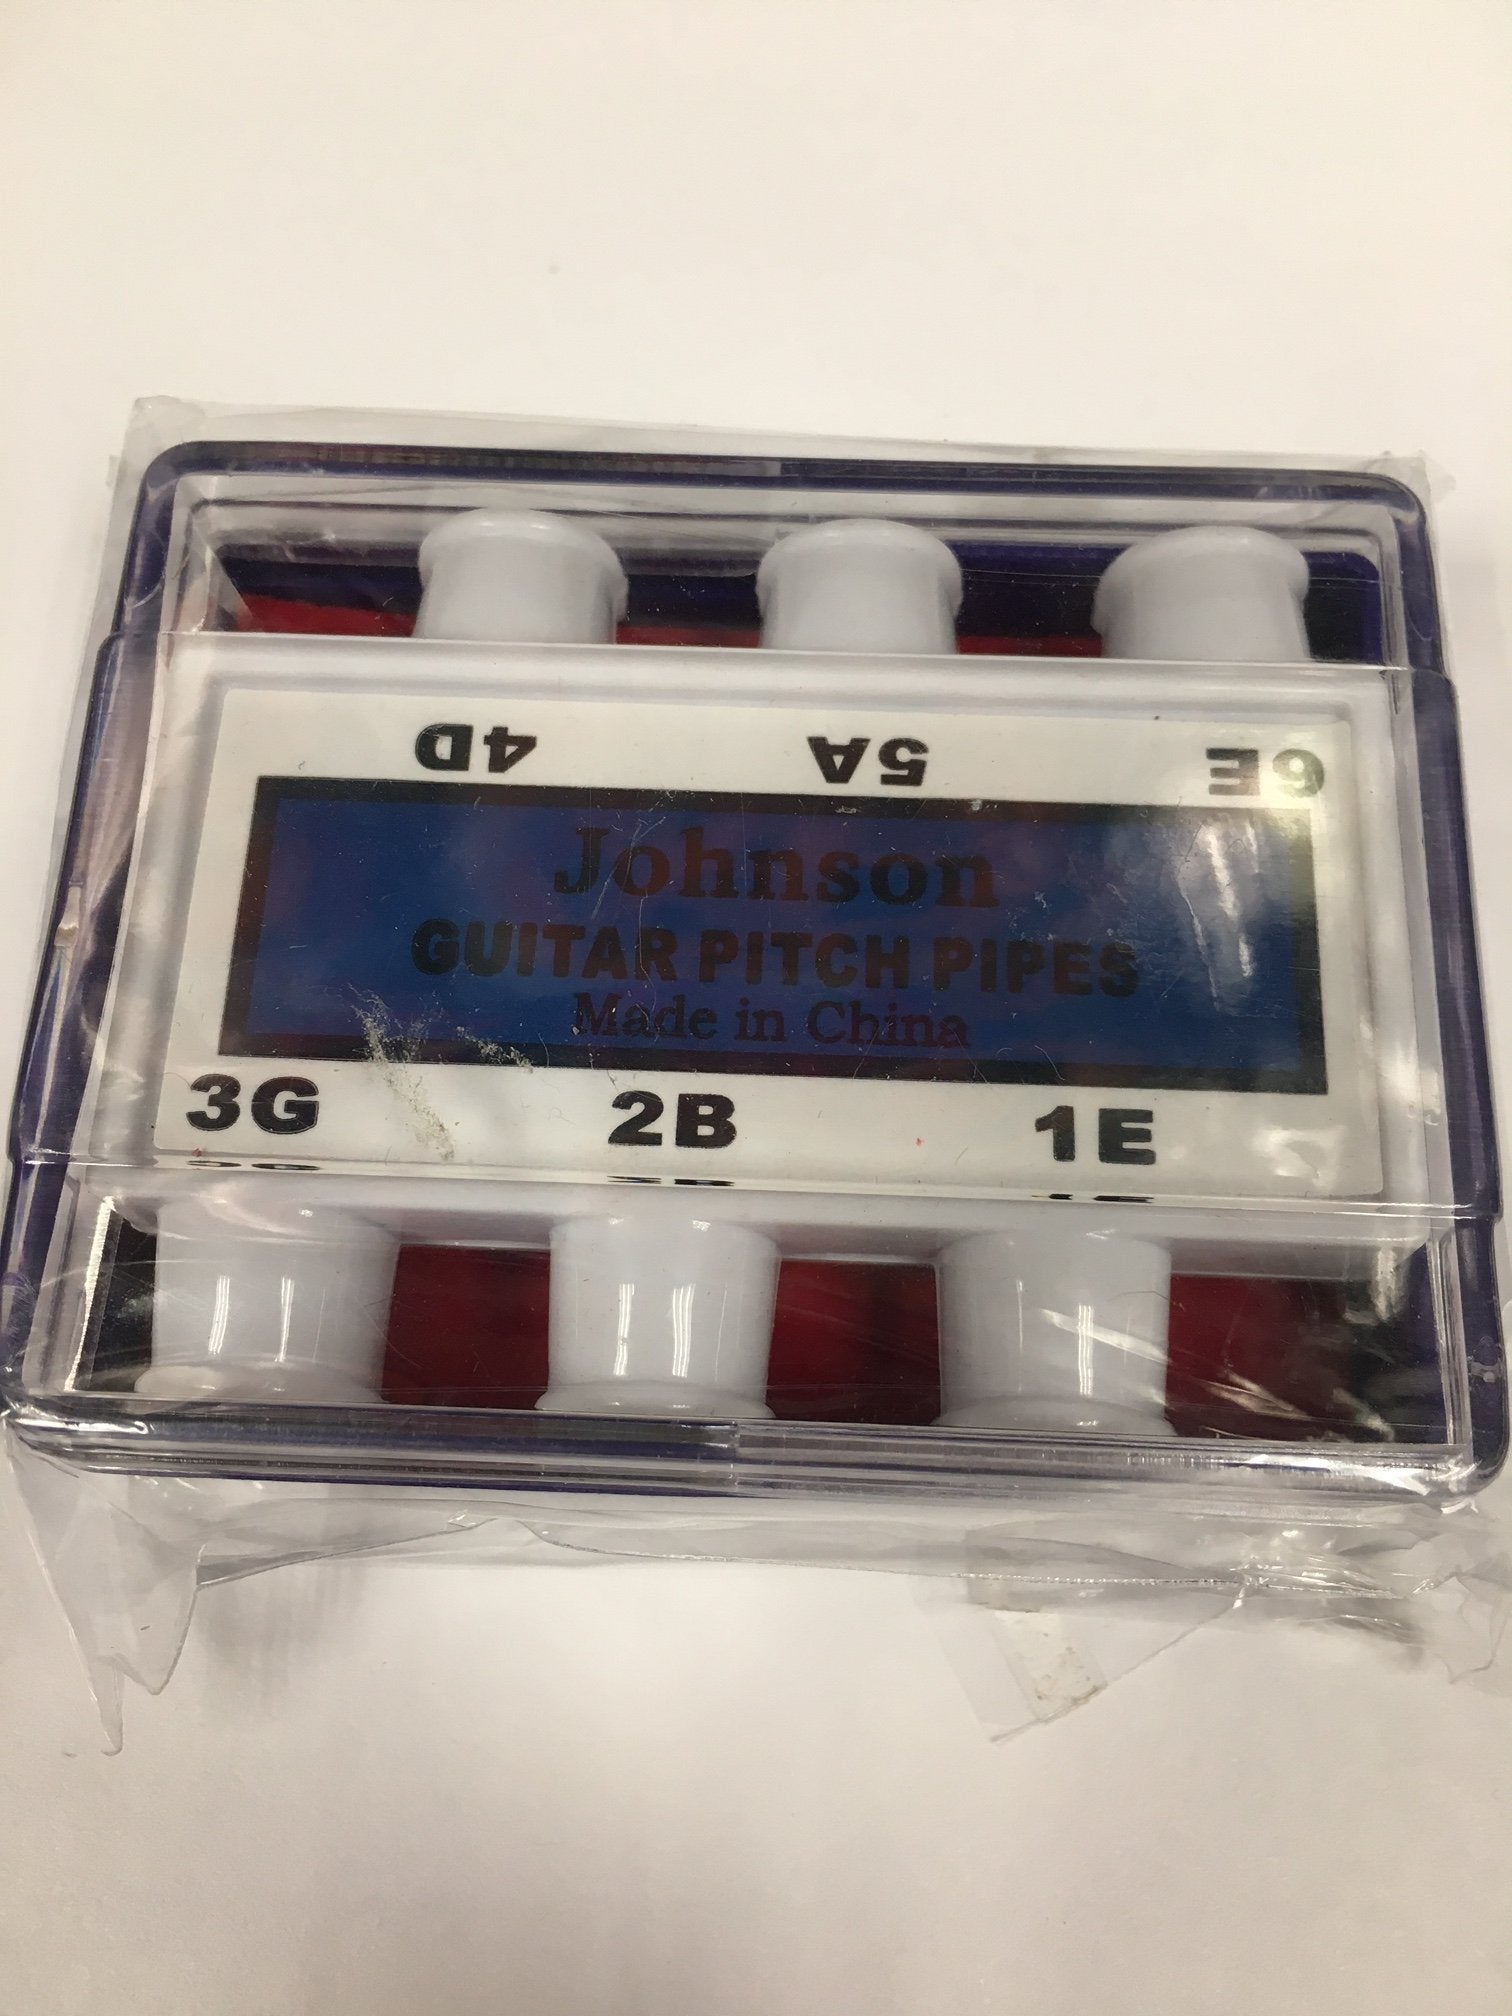 4D 5A 6E
Johnson
GUITAR PITCH PIPES
Made in China
3G 2B 1E